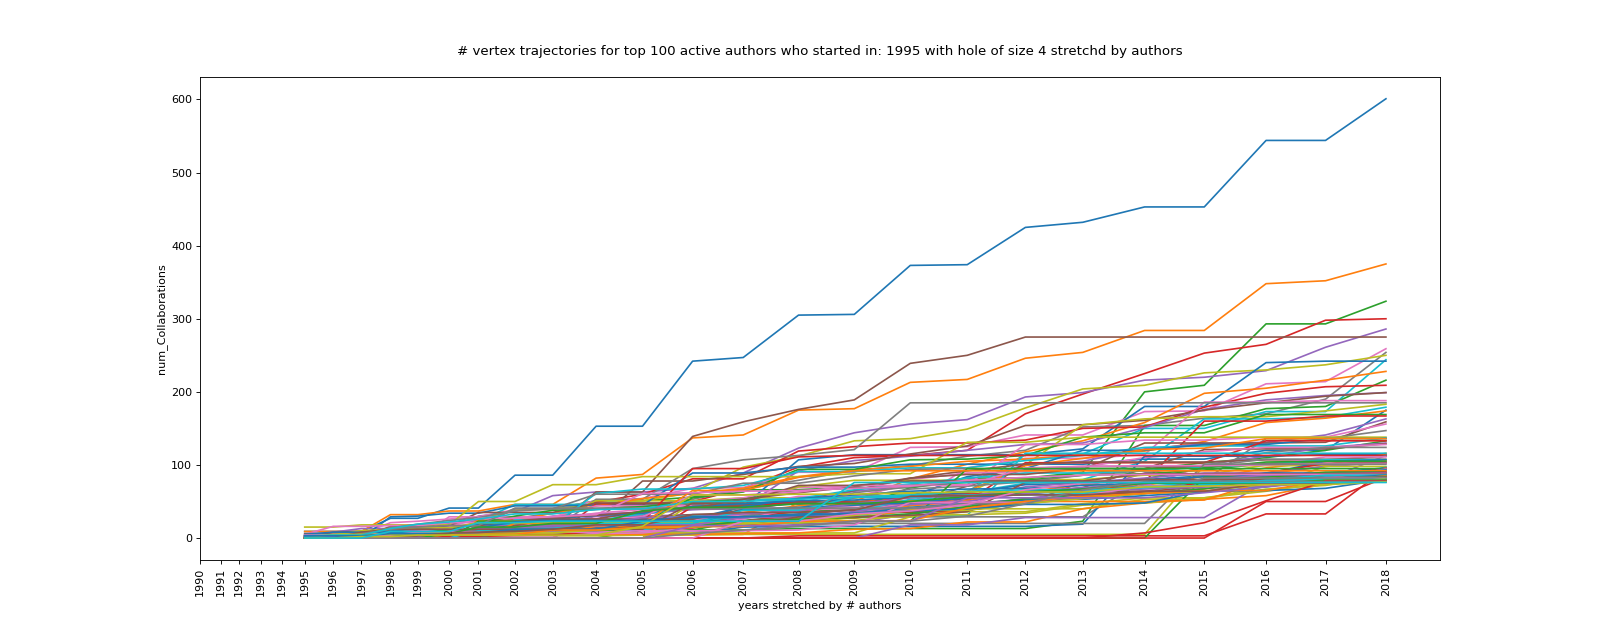 # vertex trajectories for top 100 active authors who started in: 1995 with hole of size 4 stretchd by authors
num_Collaborations
600
500
400
300
200
100
0
1990 1991 1992 1993 1994 1995 1996 1997 1998 1999 2000 2001 2002 2003 2004 2005 2006 2007 2008 2009 2010 2011 2012 2013 2014 2015 2016 2017 2018
years stretched by # authors